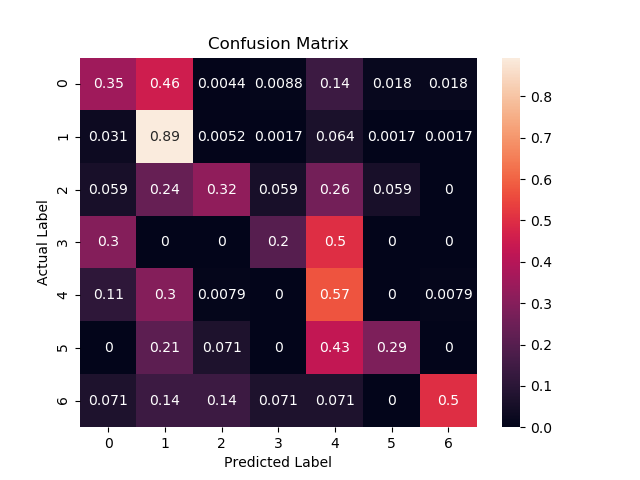 Confusion Matrix
0 0.35 0.46 0.0044 0.0088 0.14 0.018 0.018
1 0.031 0.89 0.0052 0.0017 0.064 0.0017 0.0017
2 0.059 0.24 0.32 0.059 0.26 0.059 0
3 0.3 0 0 0.2 0.5 0 0
4 0.11 0.3 0.0079 0 0.57 0 0.0079
5 0 0.21 0.071 0 0.43 0.29 0
6 0.071 0.14 0.14 0.071 0.071 0 0.5
0 1 2 3 4 5 6
Predicted Label
Actual Label
0.8
0.7
0.6
0.5
0.4
0.3
0.2
0.1
0.0